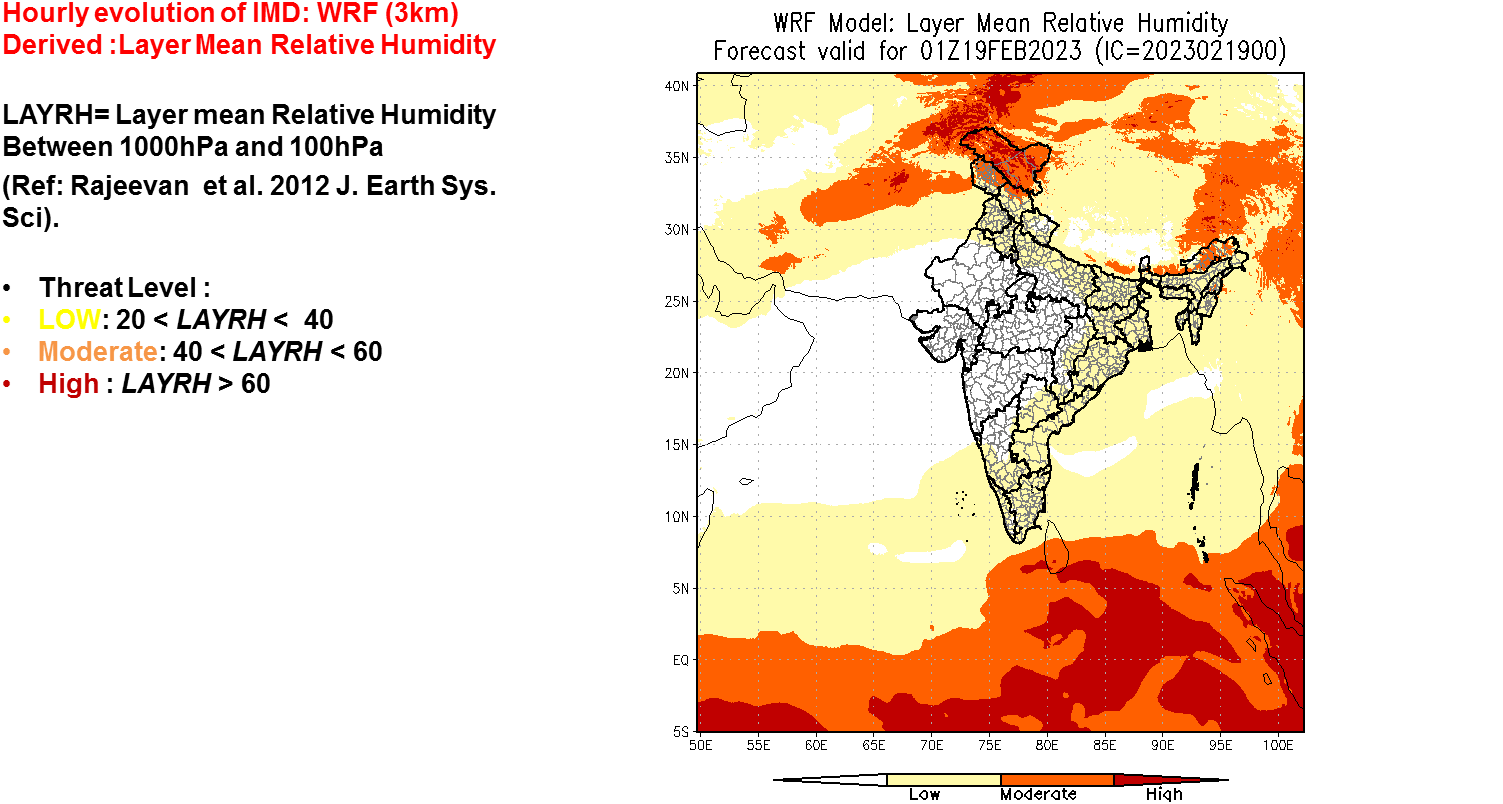 Hourly evolution of IMD: WRF (3km)
Derived :Layer Mean Relative Humidity
LAYRH= Layer mean Relative Humidity
Between 1000hPa and 100hPa
(Ref: Rajeevan et al. 2012 J. Earth Sys.
Sci).
• Threat Level :
• LOW: 20 < LAYRH < 40
• Moderate: 40 < LAYRH < 60
• High : LAYRH > 60
WRF Model: Layer Mean Relative Humidity
Forecast valid for 01Z19FEB2023 (IC=2023021900)
40N
35N
30N
25N
20N
15N
10N
5N
EQ
5S
50E 55E 60E 65E 70E 75E 80E 85E 90E 95E 100E
Low Moderate High